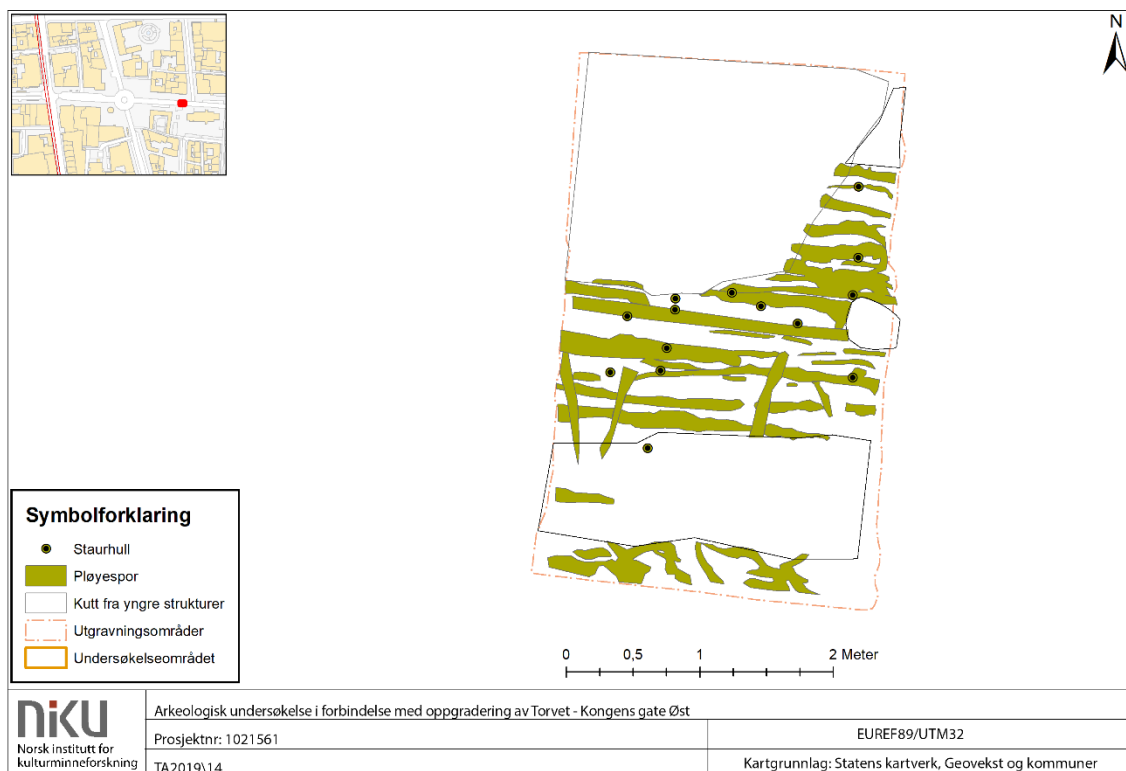 N
Symbolforklaring
Staurhull
Pløyespor
Kutt fra yngre strukturer
Utgravningsområder
Undersøkelseområdet
0 0,5 1 2 Meter
niku
Norsk institutt for
kulturminneforskning
Arkeologisk undersøkelse i forbindelse med oppgradering av Torvet - Kongens gate Øst
Prosjektnr: 1021561
EUREF89/UTM32
TA2019\14
Kartgrunnlag: Statens kartverk, Geovekst og kommuner